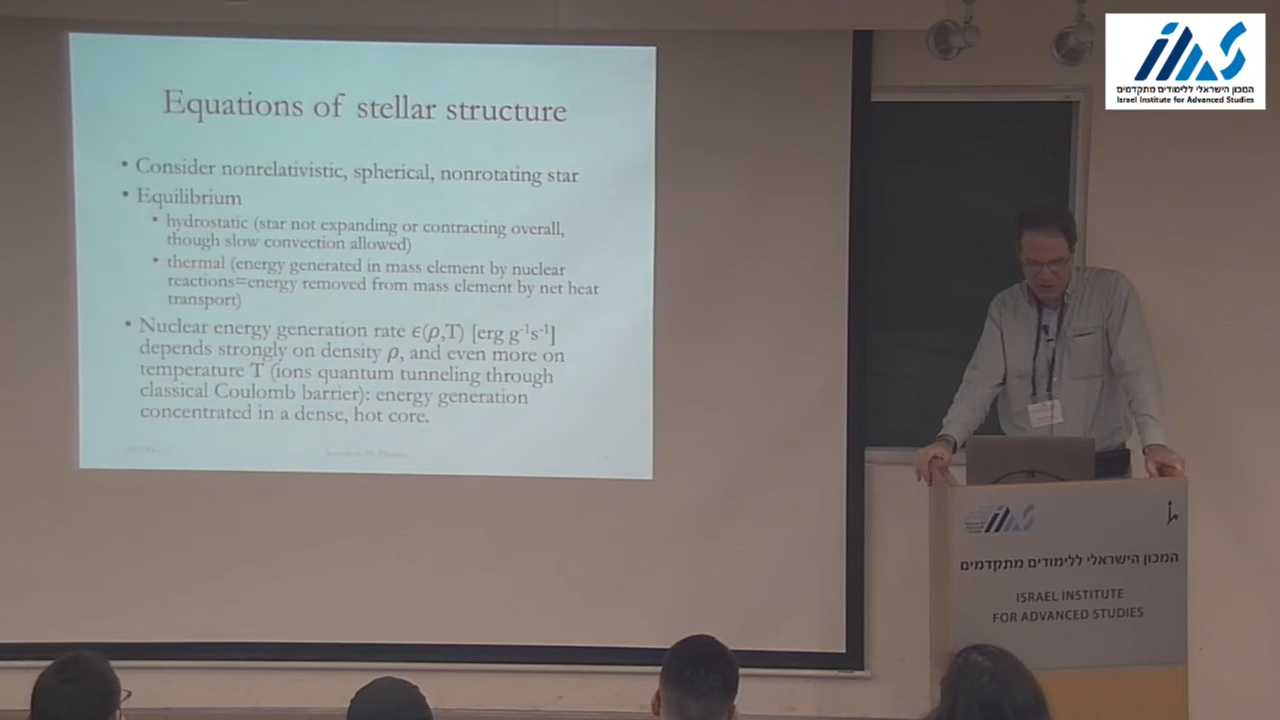 Equations of stellar structure
• Consider nonrelativistic, spherical, nonrotating star
• Equilibrium
• hydrostatic (star not expanding or contracting overall,
though slow convection allowed)
• thermal (energy generated in mass element by nuclear
reactions=energy removed from mass element by net heat
transport)
• Nuclear energy generation rate ϵ(ρ,T) [erg g⁻¹s⁻¹]
depends strongly on density ρ, and even more on
temperature T (ions quantum tunneling through
classical Coulomb barrier): energy generation
concentrated in a dense, hot core.
המכון הישראלי ללימודים מתקדמים
Israel Institute for Advanced Studies
המכון הישראלי ללימודים מתקדמים
ISRAEL INSTITUTE
FOR ADVANCED STUDIES